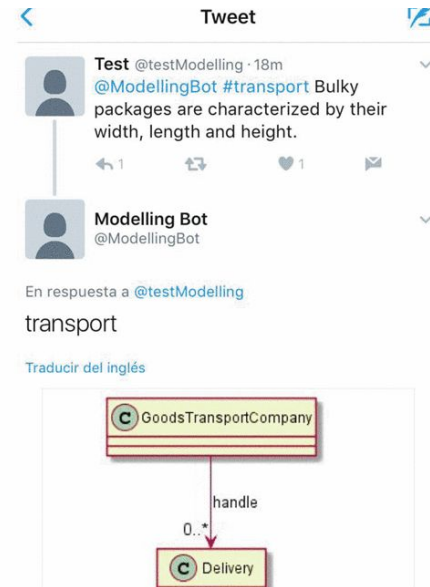 Tweet
Test @testModelling · 18m
@ModellingBot #transport Bulky
packages are characterized by their
width, length and height.
1
1
Modelling Bot
@ModellingBot
En respuesta a @testModelling
transport
Traducir del inglés
C GoodsTransportCompany
handle
0..*
C Delivery